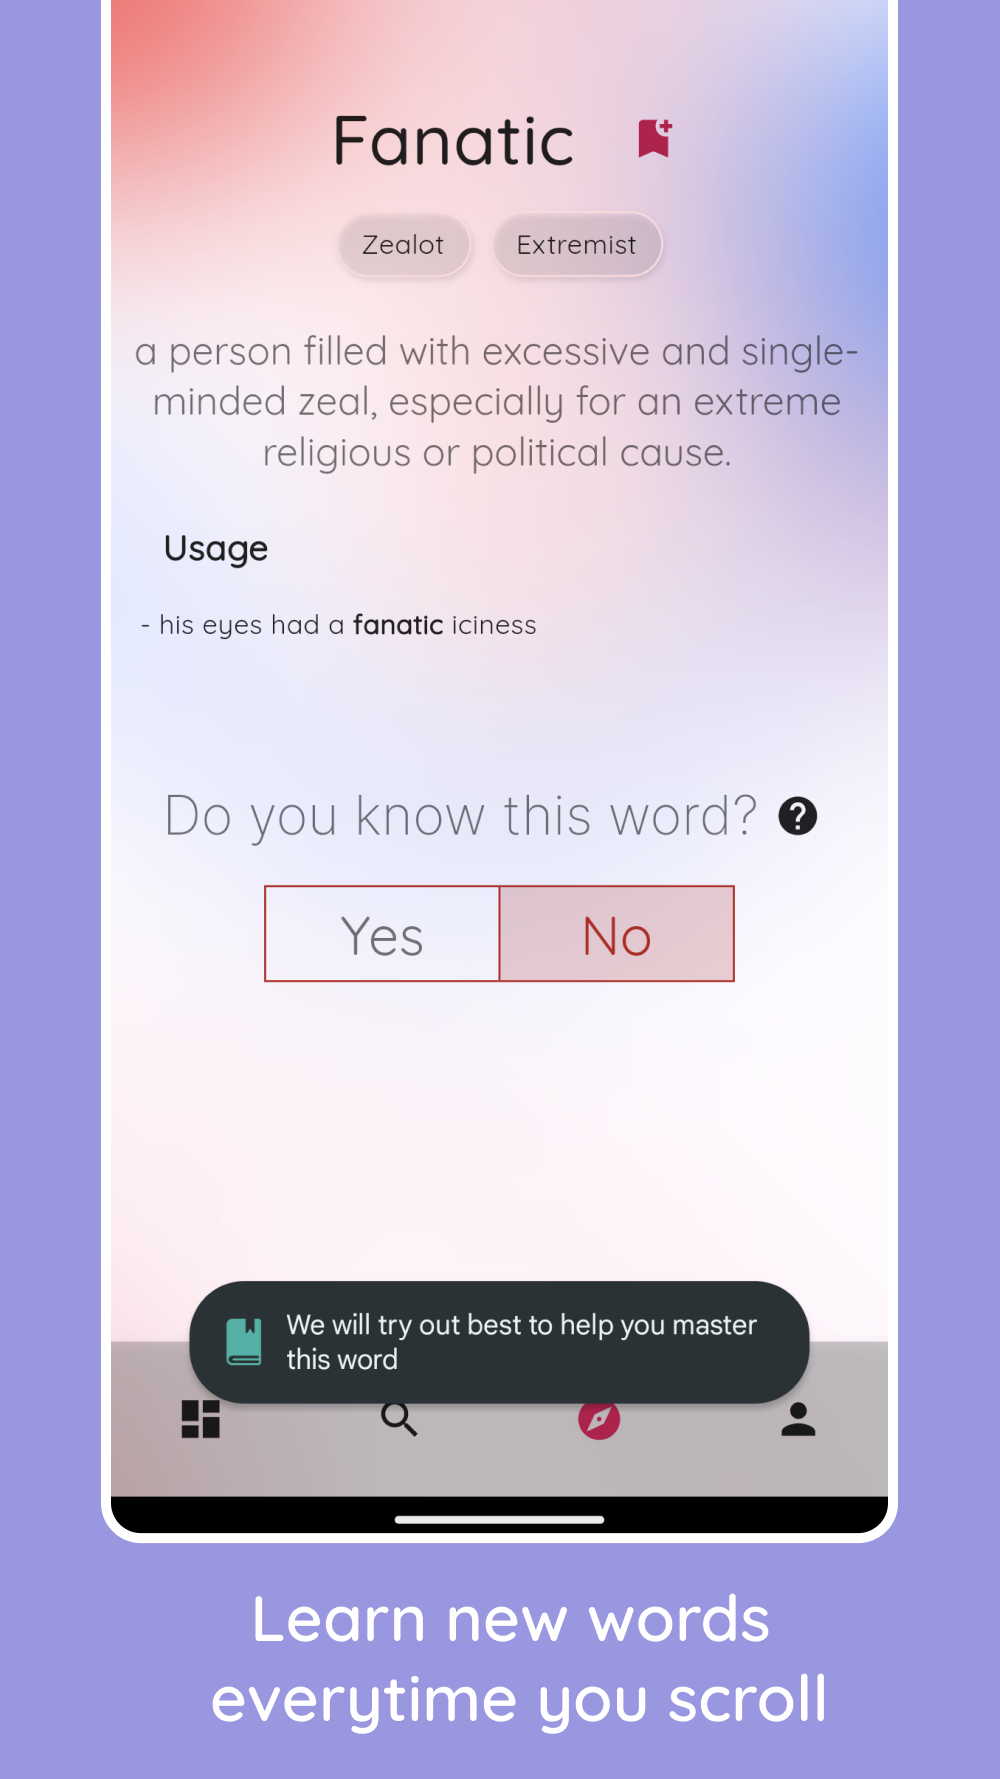 Fanatic
Zealot
Extremist
a person filled with excessive and single-
minded zeal, especially for an extreme
religious or political cause.
Usage
- his eyes had a fanatic iciness
Do you know this word?
Yes
No
We will try out best to help you master
this word
Learn new words
everytime you scroll